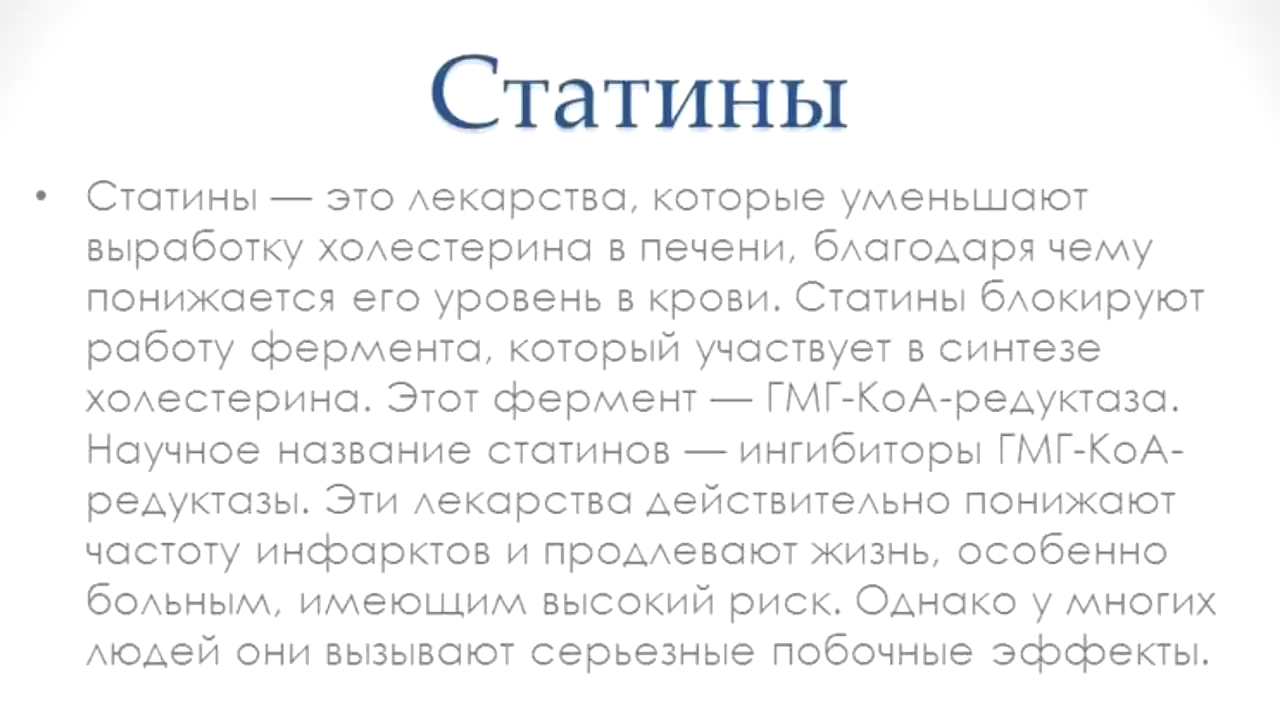 Статины
• Статины — это лекарства, которые уменьшают
выработку холестерина в печени, благодаря чему
понижается его уровень в крови. Статины блокируют
работу фермента, который участвует в синтезе
холестерина. Этот фермент — ГМГ-КоА-редуктаза.
Научное название статинов — ингибиторы ГМГ-КоА-
редуктазы. Эти лекарства действительно понижают
частоту инфарктов и продлевают жизнь, особенно
больным, имеющим высокий риск. Однако у многих
людей они вызывают серьезные побочные эффекты.